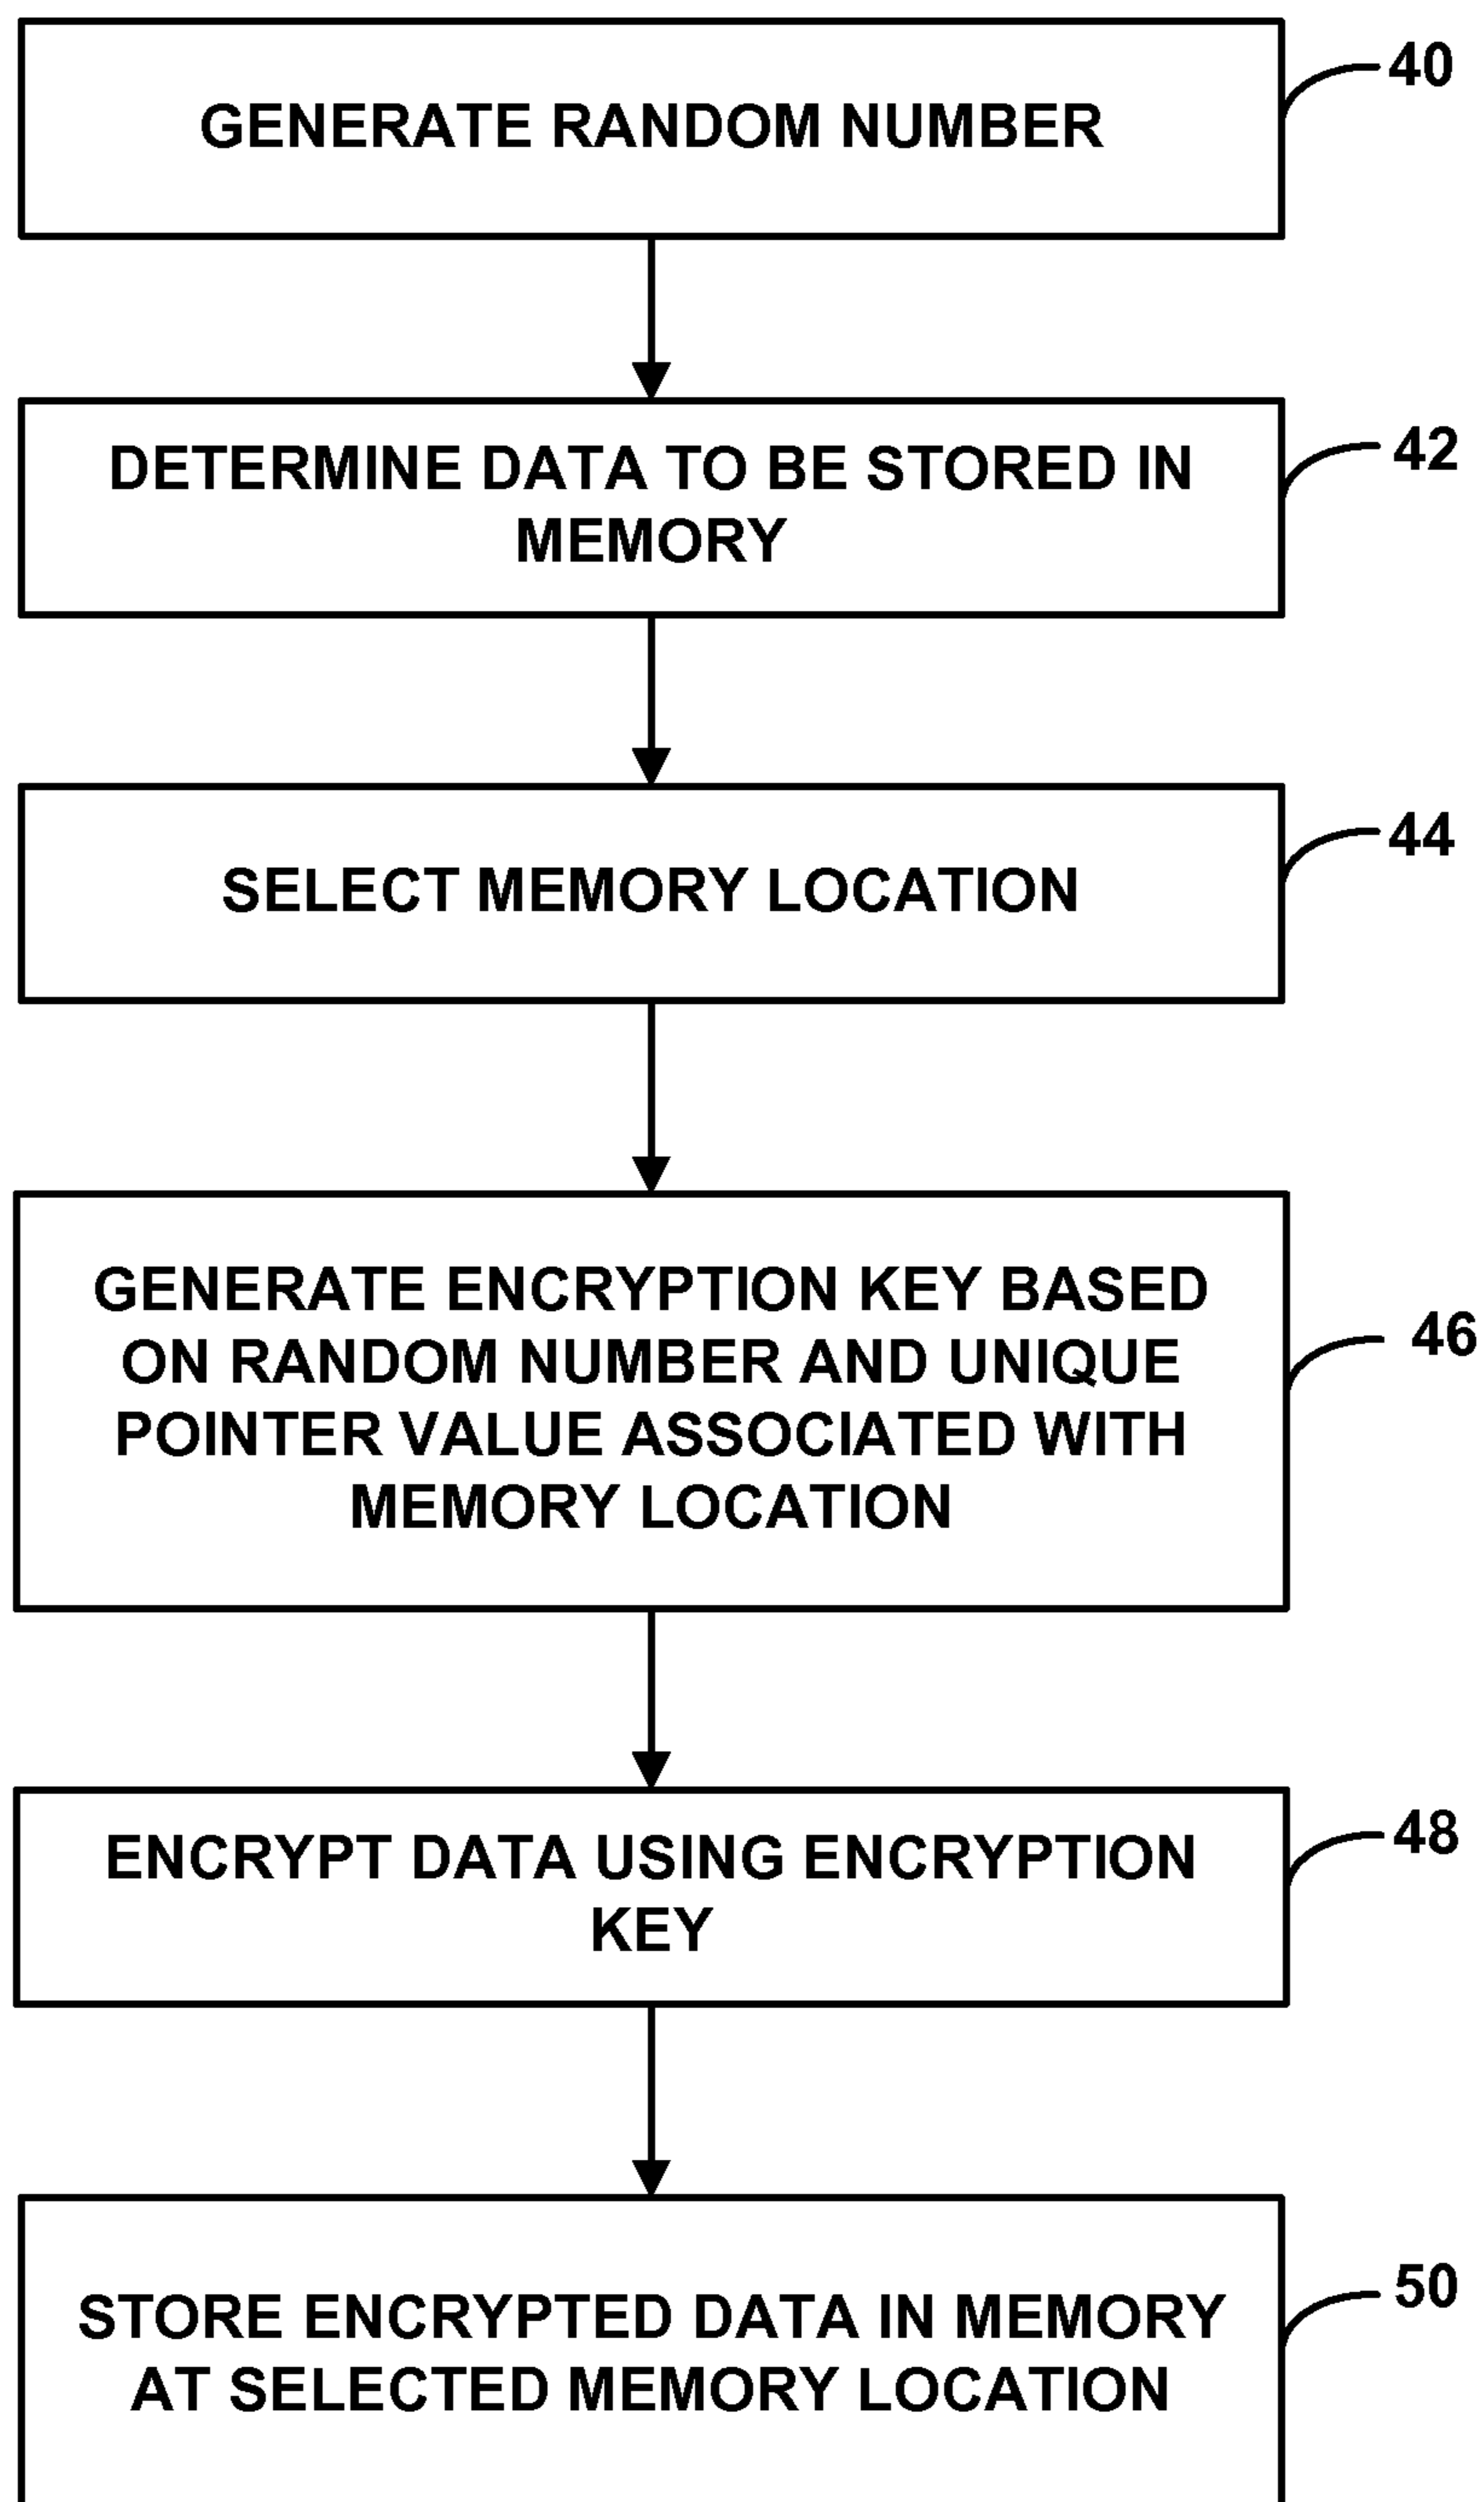 GENERATE RANDOM NUMBER
40
DETERMINE DATA TO BE STORED IN
MEMORY
42
SELECT MEMORY LOCATION
44
GENERATE ENCRYPTION KEY BASED
ON RANDOM NUMBER AND UNIQUE
POINTER VALUE ASSOCIATED WITH
MEMORY LOCATION
46
ENCRYPT DATA USING ENCRYPTION
KEY
48
STORE ENCRYPTED DATA IN MEMORY
AT SELECTED MEMORY LOCATION
50